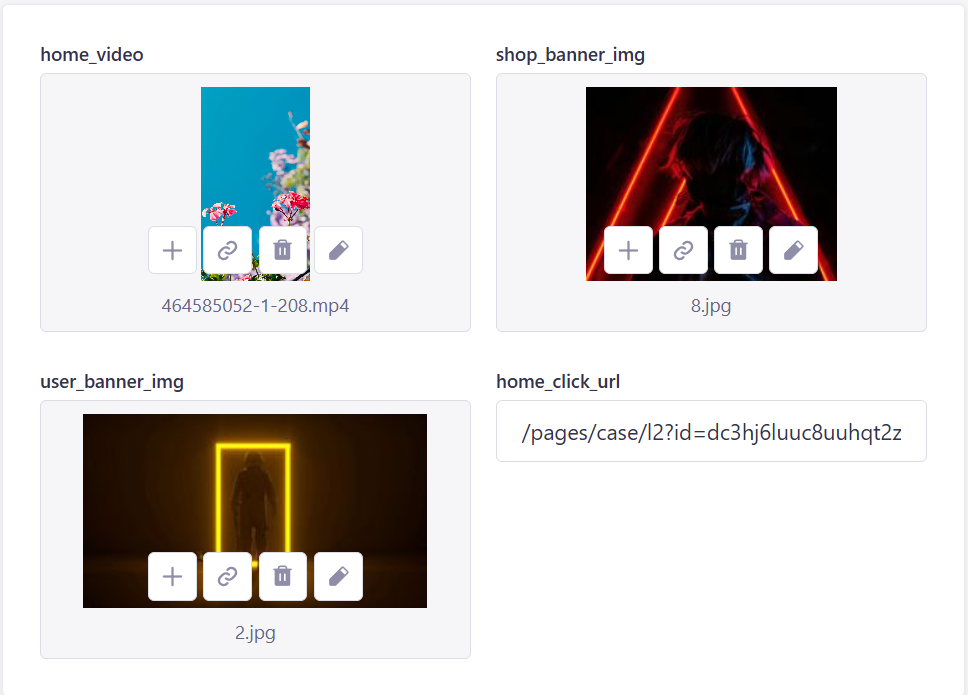 home_video
shop_banner_img
464585052-1-208.mp4
8.jpg
user_banner_img
home_click_url
/pages/case/l2?id=dc3hj6luuc8uuhqt2z
2.jpg